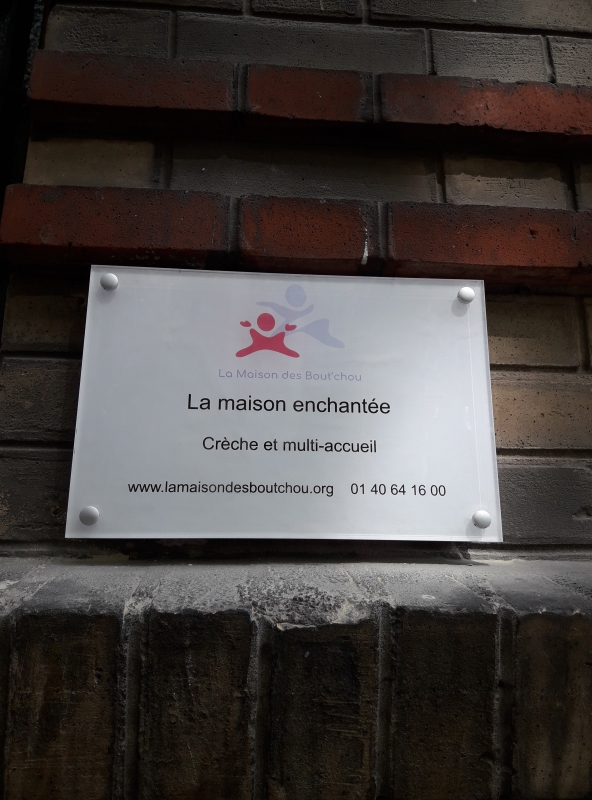 La Maison des Bout'chou
La maison enchantée
Crèche et multi-accueil
www.lamaisondesboutchou.org 01 40 64 16 00